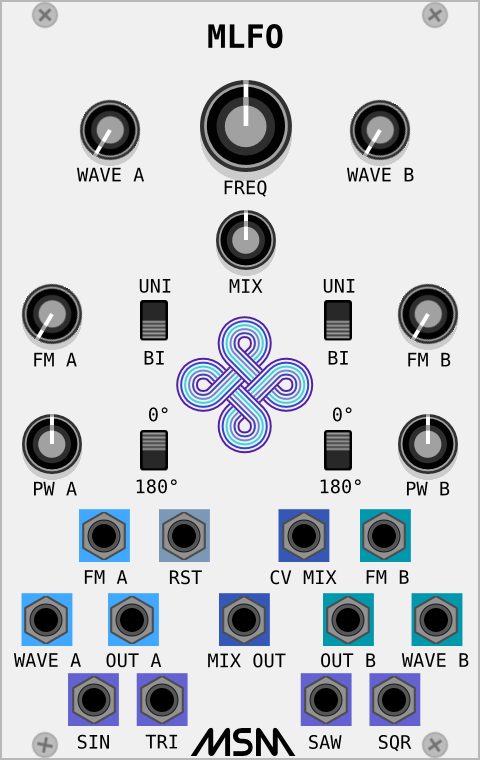 MLFO
WAVE A
FREQ
WAVE B
MIX
UNI
UNI
BI
BI
FM A
FM B
0°
0°
180°
180°
PW A
PW B
FM A
RST
CV MIX
FM B
WAVE A
OUT A
MIX OUT
OUT B
WAVE B
SIN
TRI
MSM
SAW
SQR